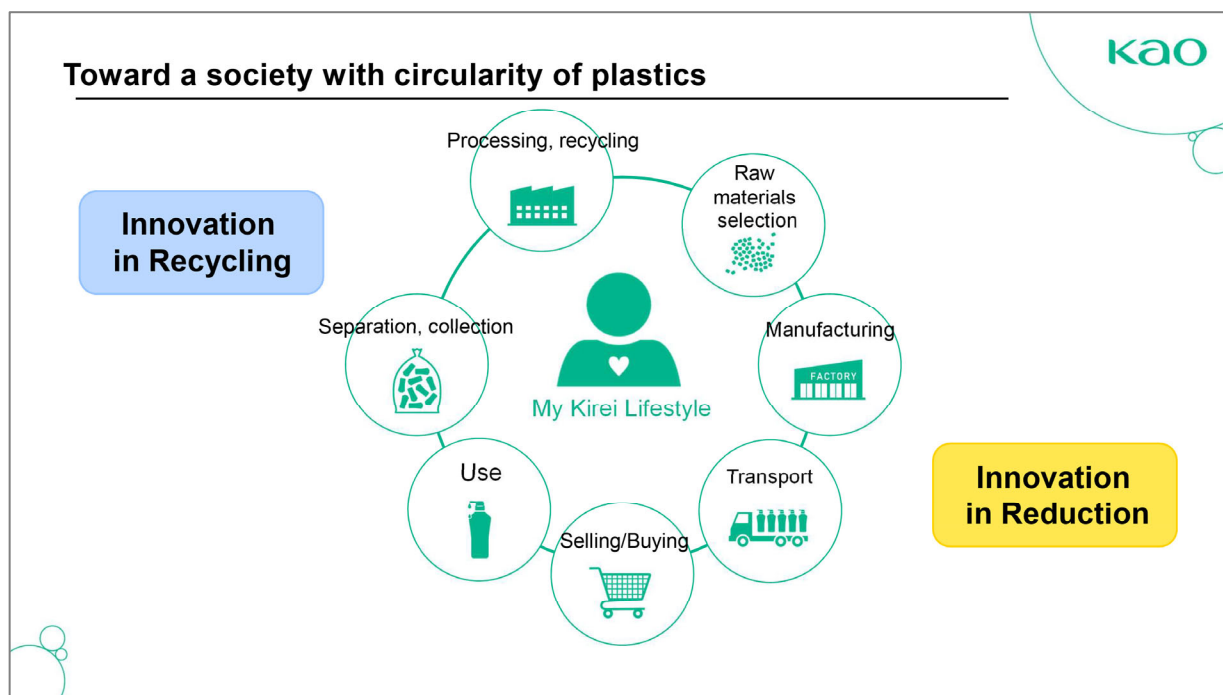 Kao
Toward a society with circularity of plastics
Processing, recycling
Raw
materials
selection
Innovation
in Recycling
Separation, collection
Manufacturing
FACTORY
My Kirei Lifestyle
Use
Transport
Innovation
in Reduction
Selling/Buying